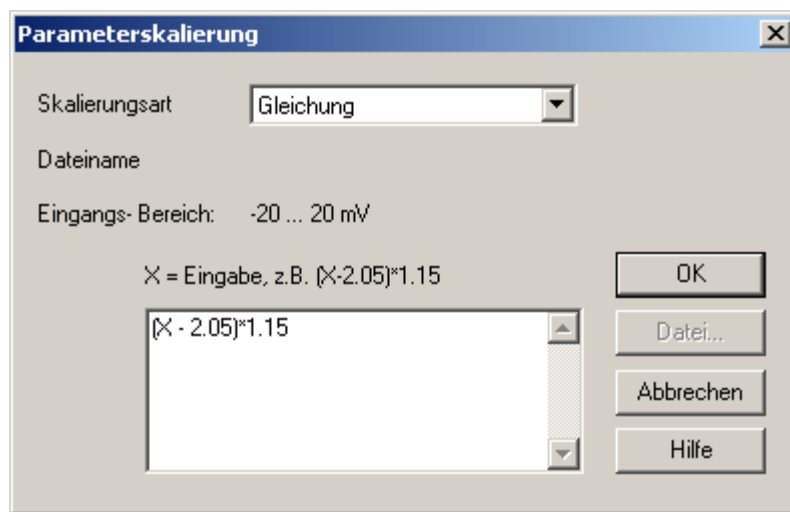 Parameterskalierung
Skalierungsart Gleichung
Dateiname
Eingangs- Bereich: -20 ... 20 mV
X = Eingabe, z.B. (X-2.05)*1.15
OK
(X - 2.05)*1.15
Datei...
Abbrechen
Hilfe